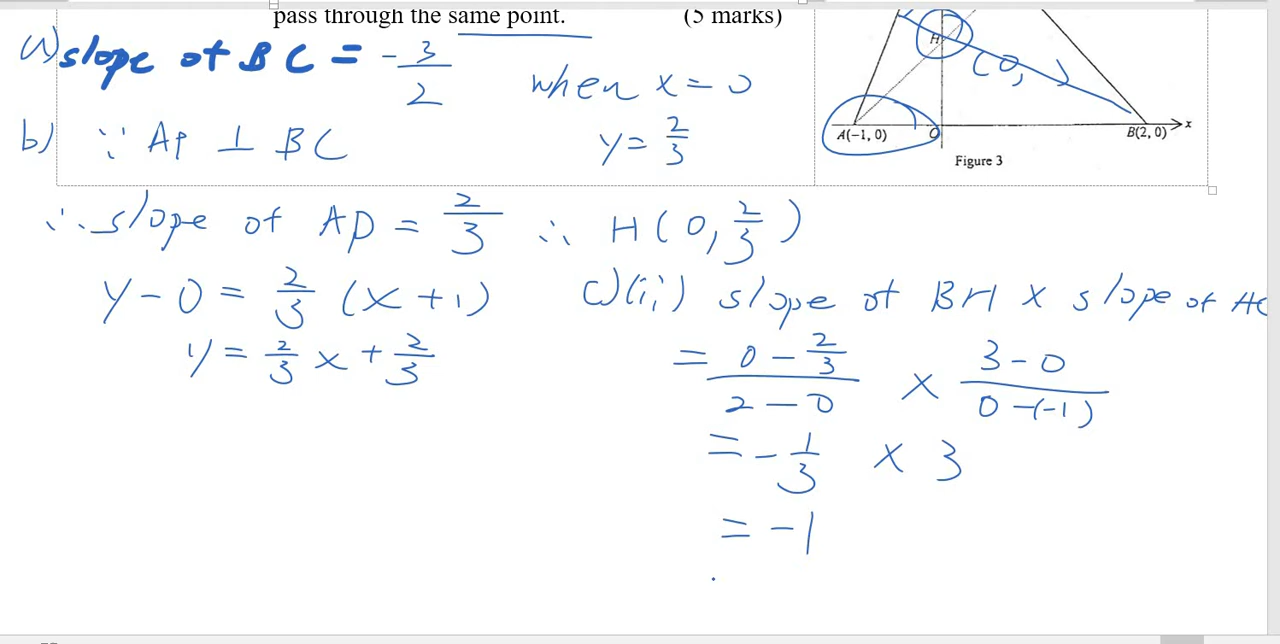 pass through the same point. (5 marks)
a) slope of BC = -3/2
when x = 0
y = 2/3
b) ∵ AP ⊥ BC
∴ slope of AP = 2/3
y - 0 = 2/3 (x + 1)
y = 2/3 x + 2/3
∴ H(0, 2/3)
c)(ii) slope of BH × slope of AC
= (0 - 2/3)/(2 - 0) × (3 - 0)/(0 - (-1))
= -1/3 × 3
= -1
H
(0, )
A(-1, 0)
O
B(2, 0)
x
Figure 3